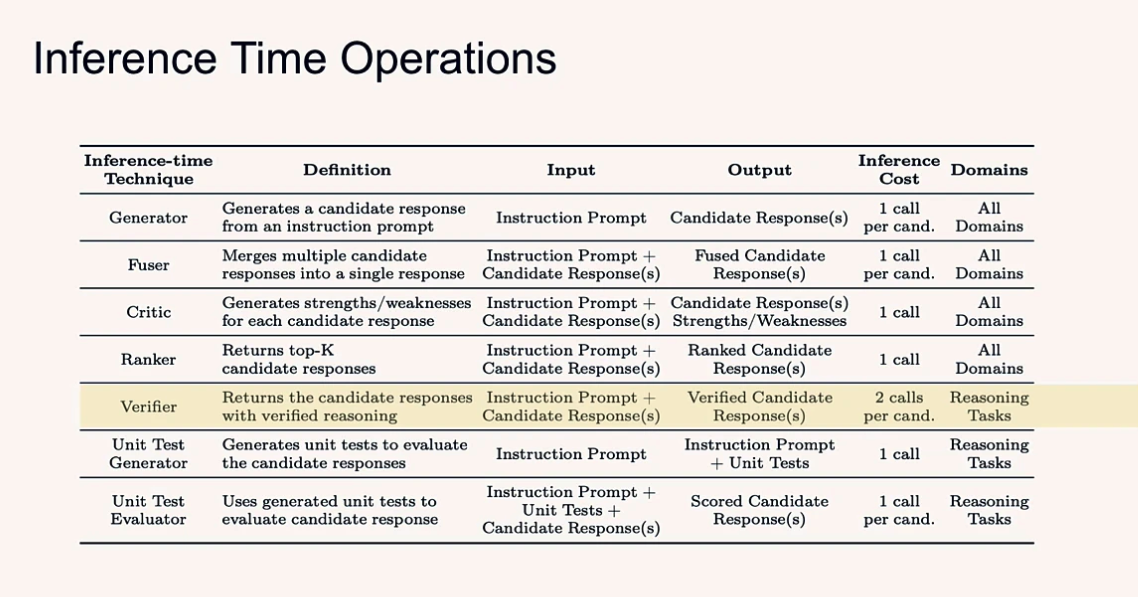 Inference Time Operations
Inference-time
Technique
Definition
Input
Output
Inference
Cost
Domains
Generator
Generates a candidate response
from an instruction prompt
Instruction Prompt
Candidate Response(s)
1 call
per cand.
All
Domains
Fuser
Merges multiple candidate
responses into a single response
Instruction Prompt +
Candidate Response(s)
Fused Candidate
Response(s)
1 call
per cand.
All
Domains
Critic
Generates strengths/weaknesses
for each candidate response
Instruction Prompt +
Candidate Response(s)
Candidate Response(s)
Strengths/Weaknesses
1 call
All
Domains
Ranker
Returns top-K
candidate responses
Instruction Prompt +
Candidate Response(s)
Ranked Candidate
Response(s)
1 call
All
Domains
Verifier
Returns the candidate responses
with verified reasoning
Instruction Prompt +
Candidate Response(s)
Verified Candidate
Response(s)
2 calls
per cand.
Reasoning
Tasks
Unit Test
Generator
Generates unit tests to evaluate
the candidate responses
Instruction Prompt
Instruction Prompt
+ Unit Tests
1 call
Reasoning
Tasks
Unit Test
Evaluator
Uses generated unit tests to
evaluate candidate response
Instruction Prompt +
Unit Tests +
Candidate Response(s)
Scored Candidate
Response(s)
1 call
per cand.
Reasoning
Tasks